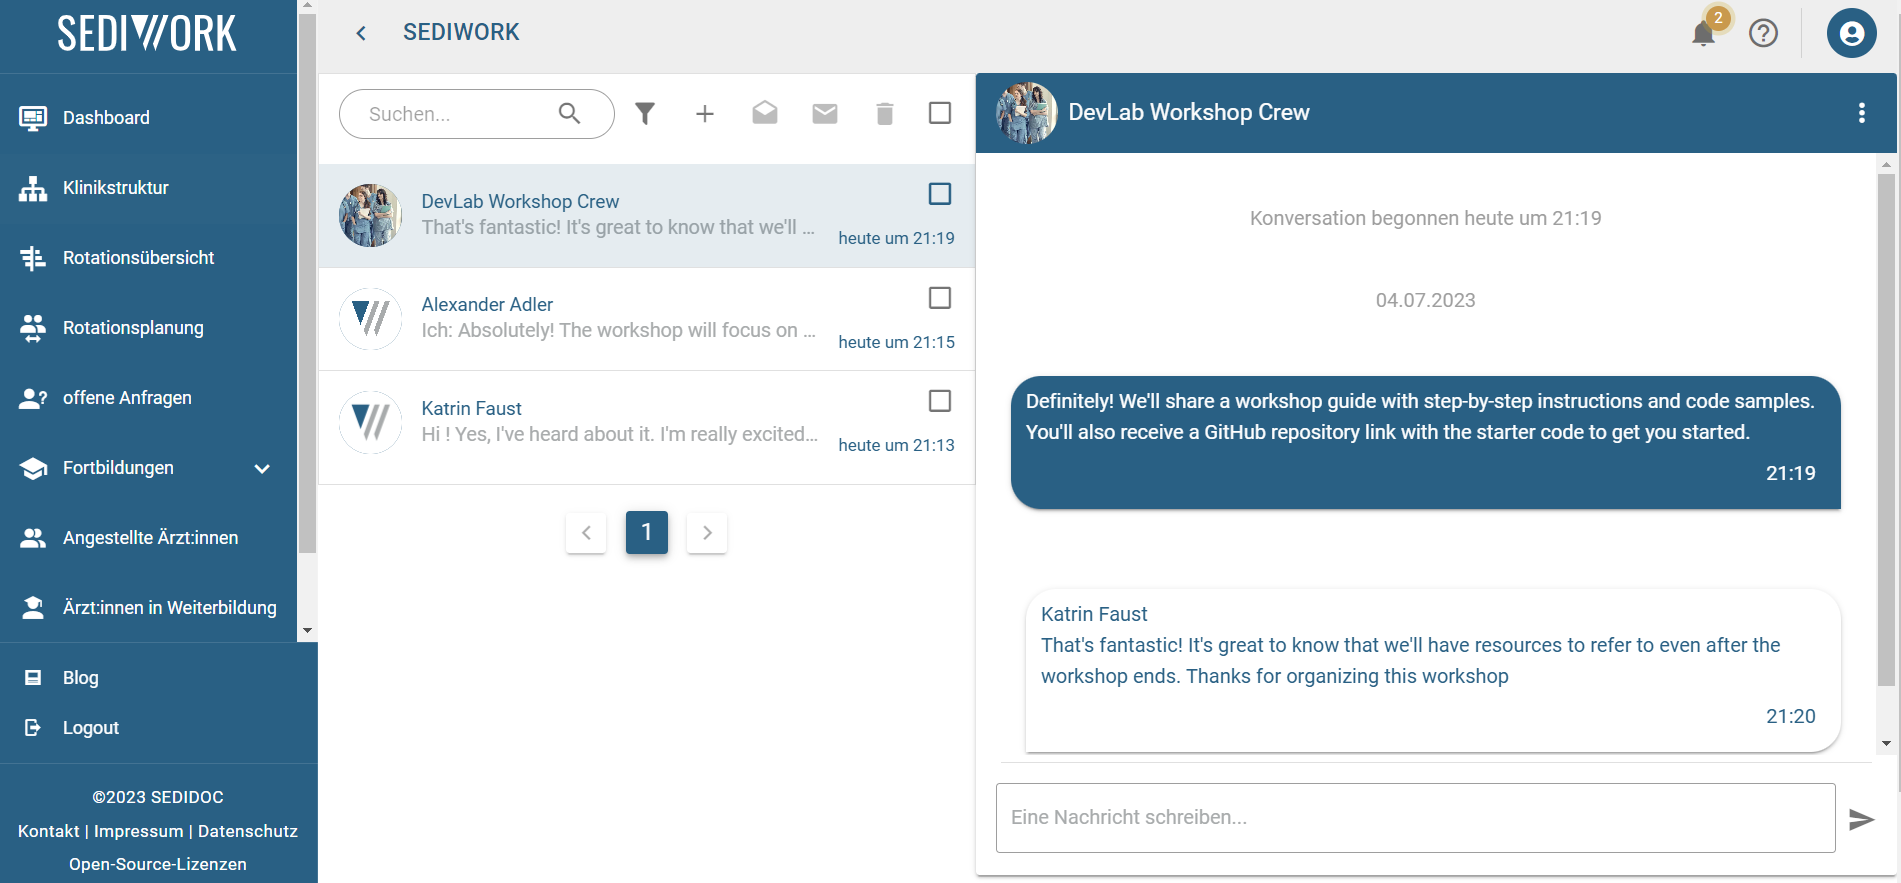 SEDIWORK
Dashboard
Klinikstruktur
Rotationsübersicht
Rotationsplanung
offene Anfragen
Fortbildungen
Angestellte Ärzt:innen
Ärzt:innen in Weiterbildung
Blog
Logout
©2023 SEDIDOC
Kontakt | Impressum | Datenschutz
Open-Source-Lizenzen
SEDIWORK
2
Suchen...
DevLab Workshop Crew
That's fantastic! It's great to know that we'll ...
heute um 21:19
Alexander Adler
Ich: Absolutely! The workshop will focus on ...
heute um 21:15
Katrin Faust
Hi ! Yes, I've heard about it. I'm really excited...
heute um 21:13
1
DevLab Workshop Crew
Konversation begonnen heute um 21:19
04.07.2023
Definitely! We'll share a workshop guide with step-by-step instructions and code samples.
You'll also receive a GitHub repository link with the starter code to get you started.
21:19
Katrin Faust
That's fantastic! It's great to know that we'll have resources to refer to even after the
workshop ends. Thanks for organizing this workshop
21:20
Eine Nachricht schreiben...